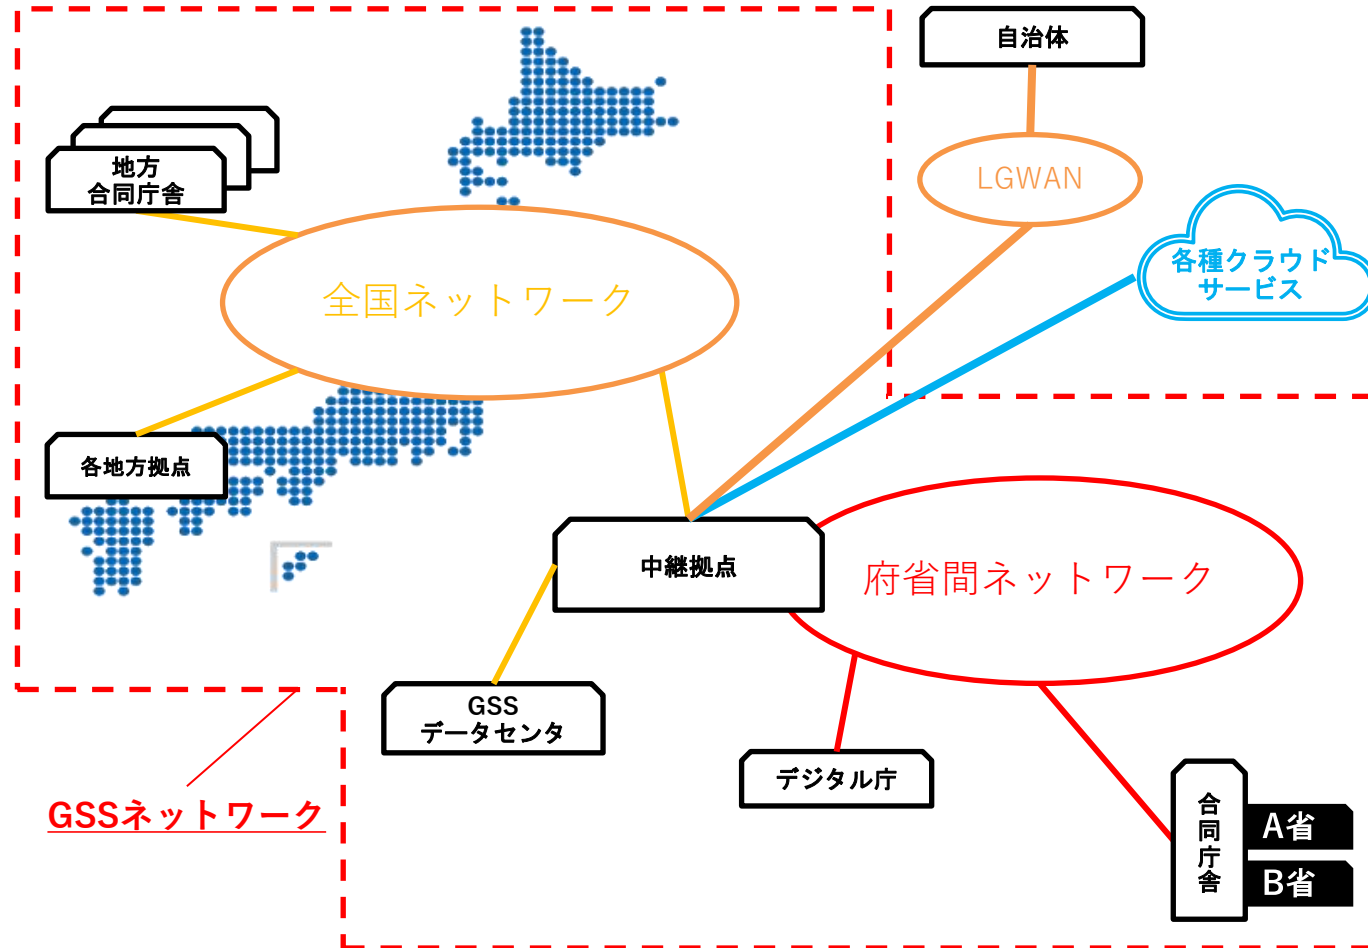 自治体
地方
合同庁舎
LGWAN
各種クラウド
サービス
全国ネットワーク
各地方拠点
中継拠点
府省間ネットワーク
GSS
データセンタ
デジタル庁
GSSネットワーク
合同庁舎
A省
B省